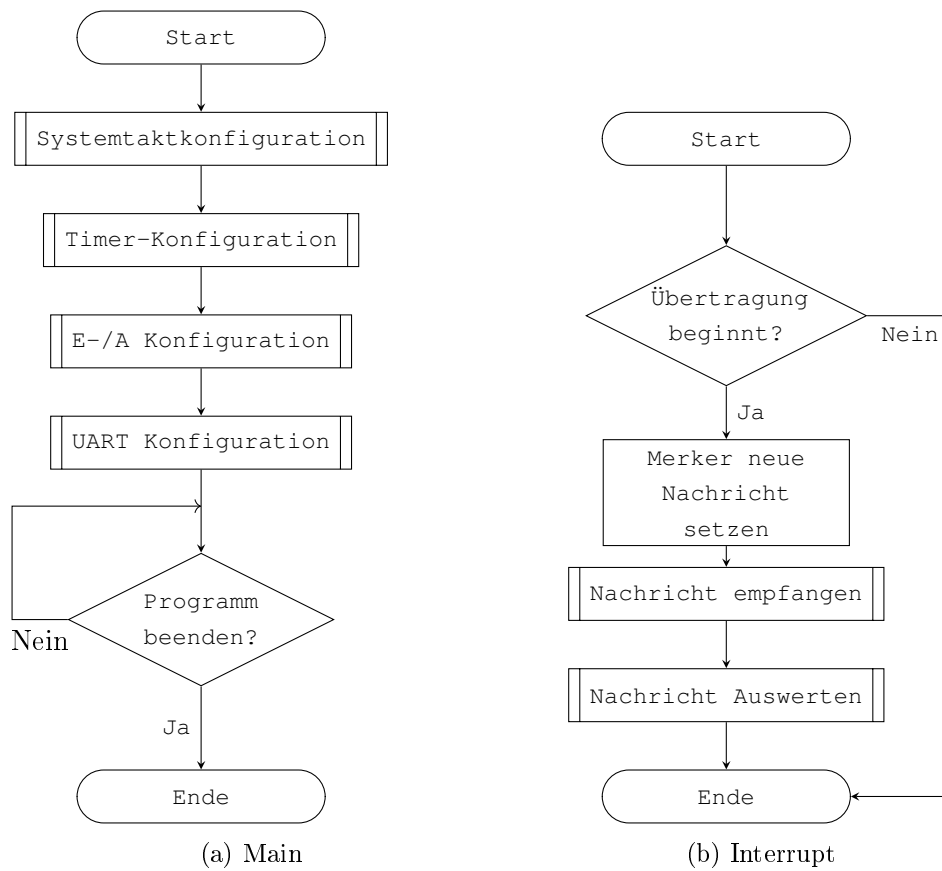 Start
Systemtaktkonfiguration
Timer-Konfiguration
E-/A Konfiguration
UART Konfiguration
Programm
beenden?
Nein
Ja
Ende
(a) Main
Start
Übertragung
beginnt?
Nein
Ja
Merker neue
Nachricht
setzen
Nachricht empfangen
Nachricht Auswerten
Ende
(b) Interrupt